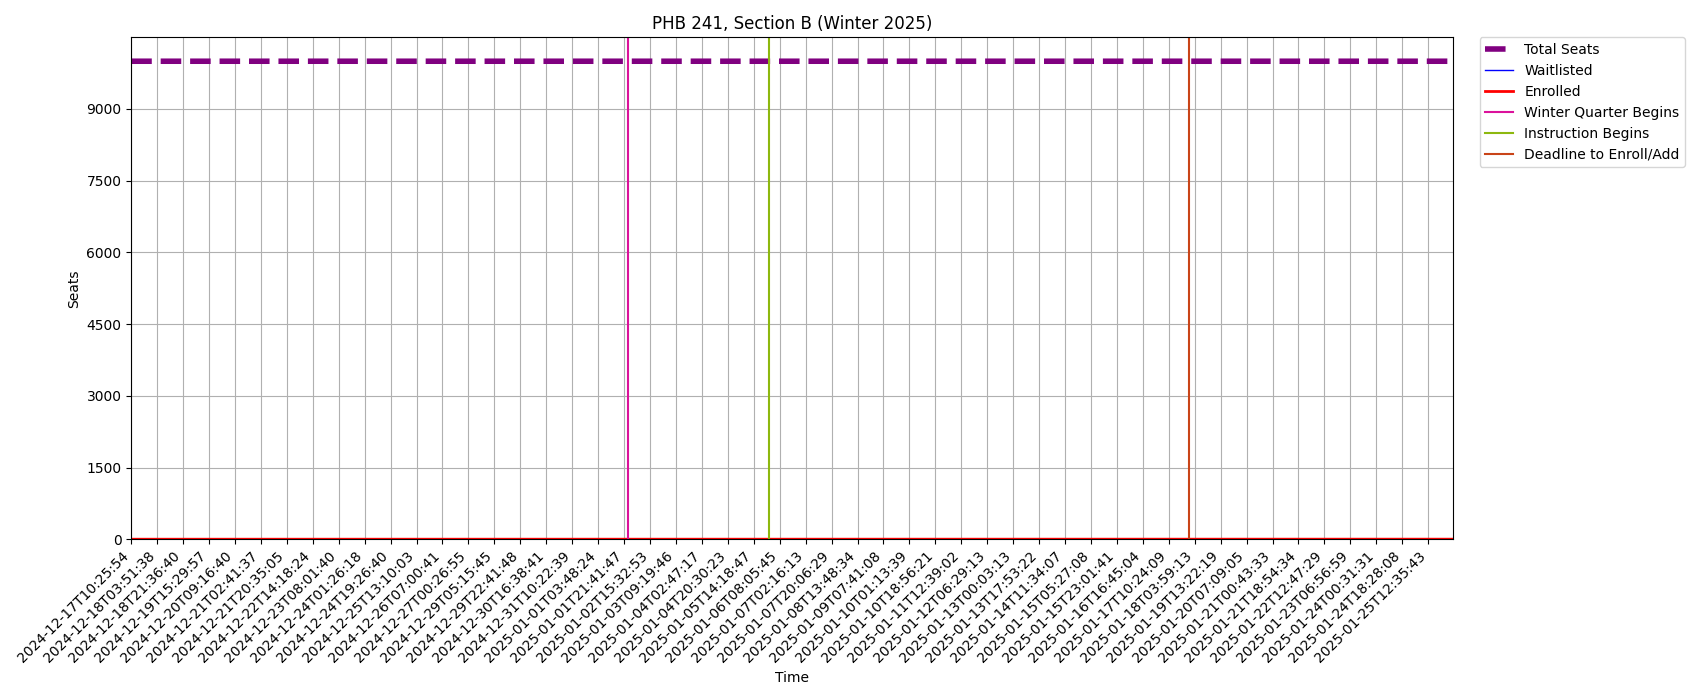 PHB 241, Section B (Winter 2025)
Total Seats
Waitlisted
Enrolled
Winter Quarter Begins
Instruction Begins
Deadline to Enroll/Add
Seats
9000
7500
6000
4500
3000
1500
0
2024-12-17T10:25:54
2024-12-18T03:51:38
2024-12-18T21:36:40
2024-12-19T15:29:57
2024-12-20T09:16:40
2024-12-21T02:41:37
2024-12-21T20:35:05
2024-12-22T14:18:24
2024-12-23T08:01:40
2024-12-24T01:26:18
2024-12-24T19:26:40
2024-12-25T13:10:03
2024-12-26T07:00:41
2024-12-27T00:26:55
2024-12-29T05:15:45
2024-12-29T22:41:48
2024-12-30T16:38:41
2024-12-31T10:22:39
2025-01-01T03:48:24
2025-01-01T21:41:47
2025-01-02T15:32:53
2025-01-03T09:19:46
2025-01-04T02:47:17
2025-01-04T20:30:23
2025-01-05T14:18:47
2025-01-06T08:05:45
2025-01-07T02:16:13
2025-01-07T20:06:29
2025-01-08T13:48:34
2025-01-09T07:41:08
2025-01-10T01:13:39
2025-01-10T18:56:21
2025-01-11T12:39:02
2025-01-12T06:29:13
2025-01-13T00:03:13
2025-01-13T17:53:22
2025-01-14T11:34:07
2025-01-15T05:27:08
2025-01-15T23:01:41
2025-01-16T16:45:04
2025-01-17T10:24:09
2025-01-18T03:59:13
2025-01-19T13:22:19
2025-01-20T07:09:05
2025-01-21T00:43:33
2025-01-21T18:54:34
2025-01-22T12:47:29
2025-01-23T06:56:59
2025-01-24T00:31:31
2025-01-24T18:28:08
2025-01-25T12:35:43
Time